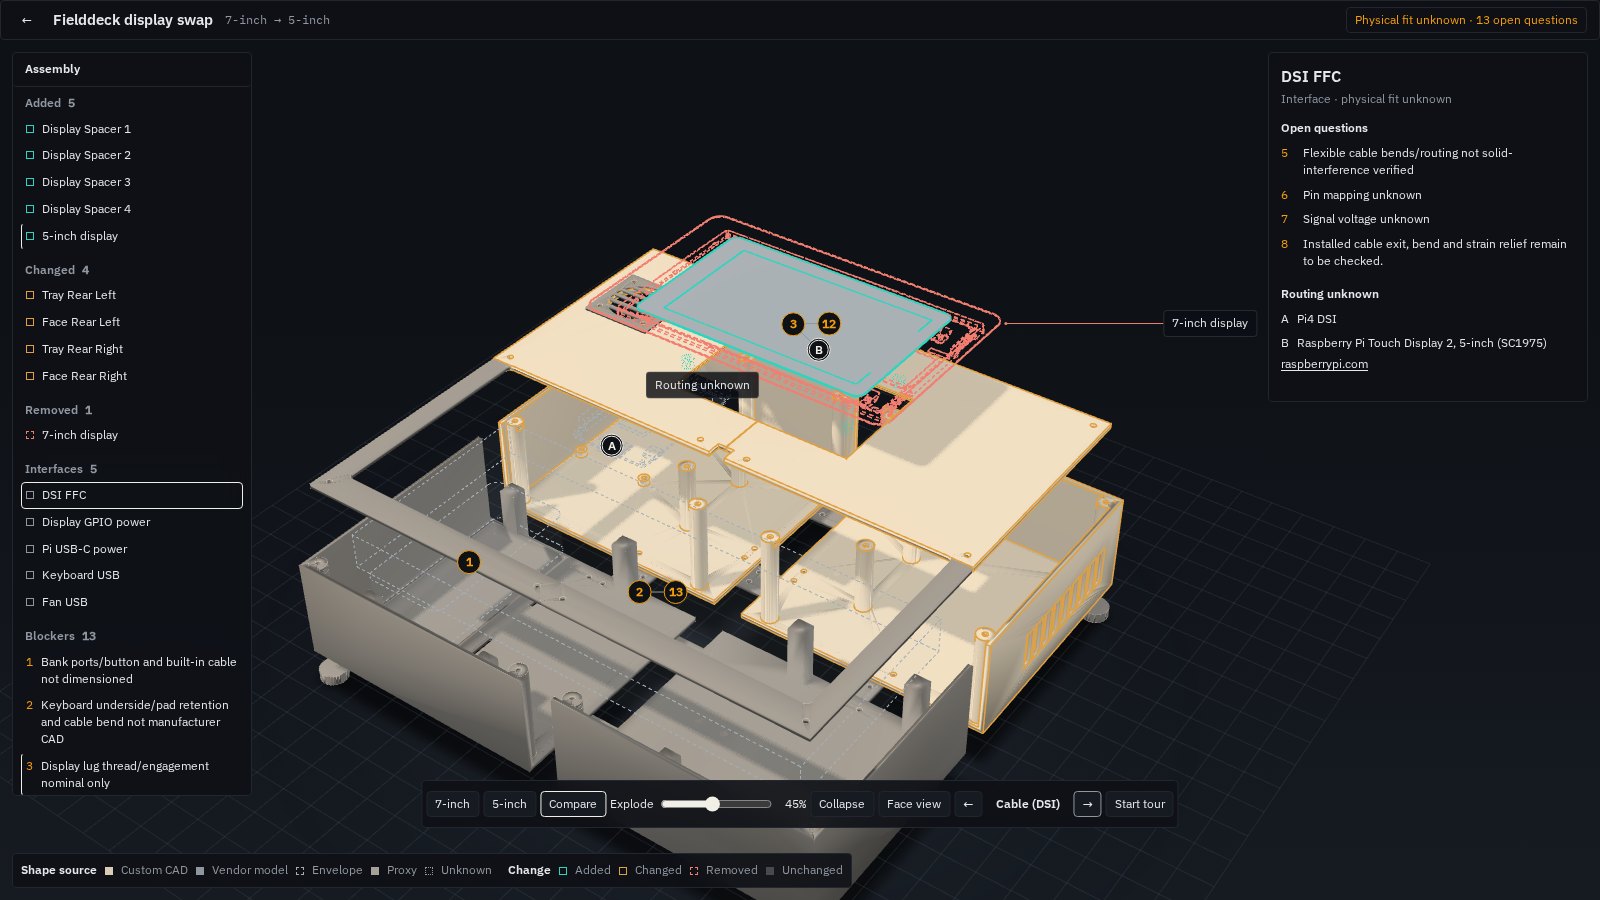 ← Fielddeck display swap 7-inch → 5-inch
Physical fit unknown · 13 open questions
Assembly
Added 5
Display Spacer 1
Display Spacer 2
Display Spacer 3
Display Spacer 4
5-inch display
Changed 4
Tray Rear Left
Face Rear Left
Tray Rear Right
Face Rear Right
Removed 1
7-inch display
Interfaces 5
DSI FFC
Display GPIO power
Pi USB-C power
Keyboard USB
Fan USB
Blockers 13
1 Bank ports/button and built-in cable
not dimensioned
2 Keyboard underside/pad retention
and cable bend not manufacturer
CAD
3 Display lug thread/engagement
nominal only
3 12
B
7-inch display
Routing unknown
A
1
2 13
DSI FFC
Interface · physical fit unknown
Open questions
5 Flexible cable bends/routing not solid-
interference verified
6 Pin mapping unknown
7 Signal voltage unknown
8 Installed cable exit, bend and strain relief remain
to be checked.
Routing unknown
A Pi4 DSI
B Raspberry Pi Touch Display 2, 5-inch (SC1975)
raspberrypi.com
7-inch 5-inch Compare Explode 45% Collapse Face view ← Cable (DSI) → Start tour
Shape source Custom CAD Vendor model Envelope Proxy Unknown Change Added Changed Removed Unchanged